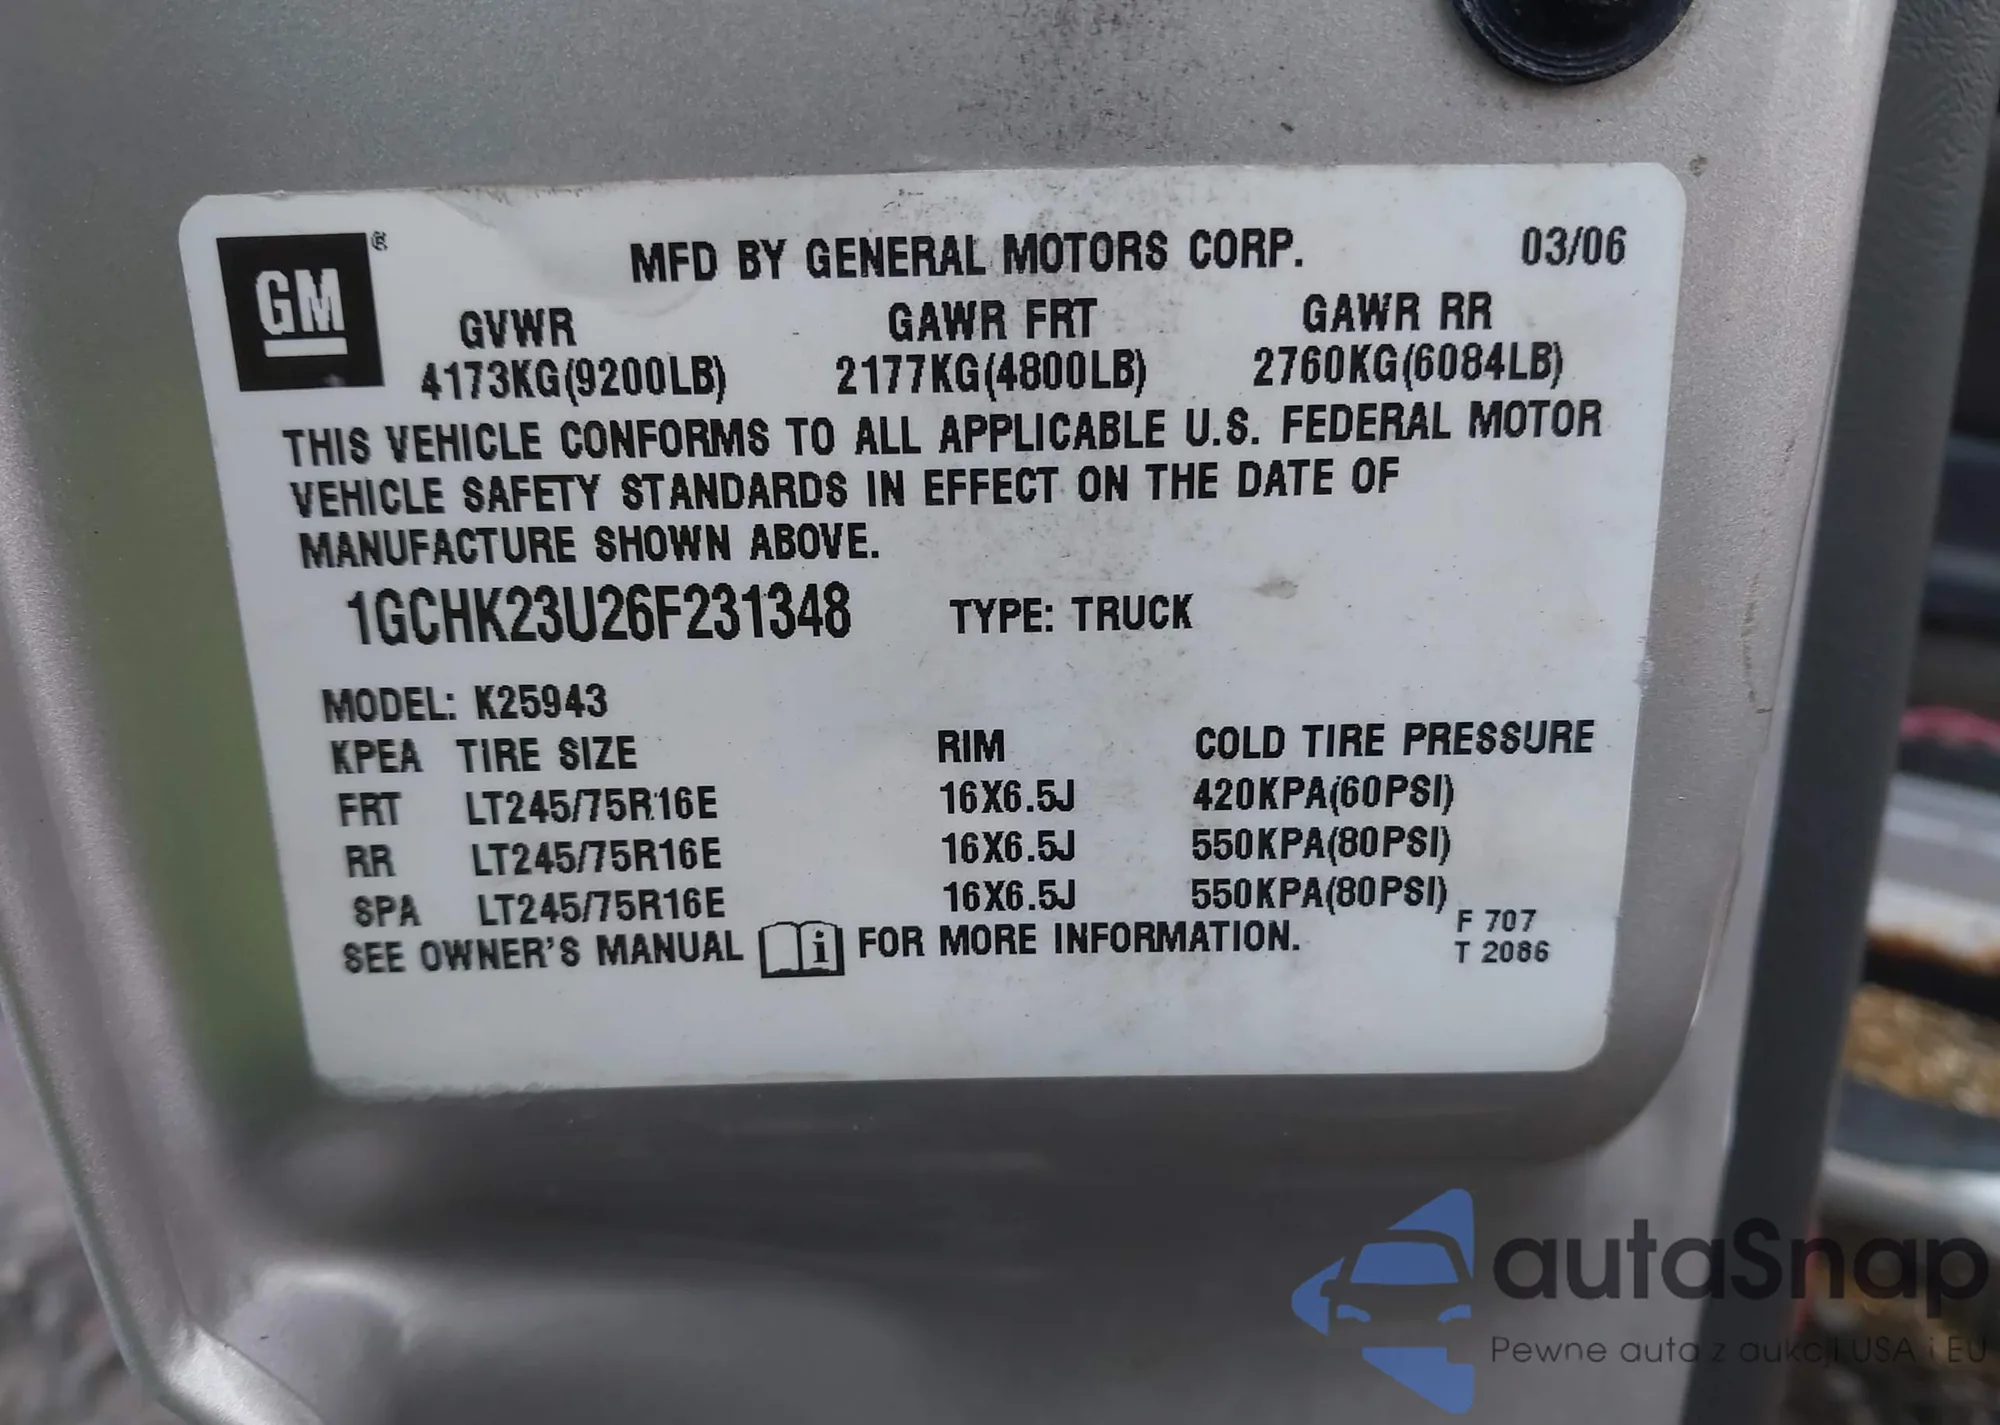 GM®
MFD BY GENERAL MOTORS CORP. 03/06
GVWR GAWR FRT GAWR RR
4173KG(9200LB) 2177KG(4800LB) 2760KG(6084LB)
THIS VEHICLE CONFORMS TO ALL APPLICABLE U.S. FEDERAL MOTOR
VEHICLE SAFETY STANDARDS IN EFFECT ON THE DATE OF
MANUFACTURE SHOWN ABOVE.
1GCHK23U26F231348 TYPE: TRUCK
MODEL: K25943
KPEA TIRE SIZE RIM COLD TIRE PRESSURE
FRT LT245/75R16E 16X6.5J 420KPA(60PSI)
RR LT245/75R16E 16X6.5J 550KPA(80PSI)
SPA LT245/75R16E 16X6.5J 550KPA(80PSI)
SEE OWNER'S MANUAL i FOR MORE INFORMATION.
F 707
T 2086
autaSnap
Pewne auta z aukcji USA i EU